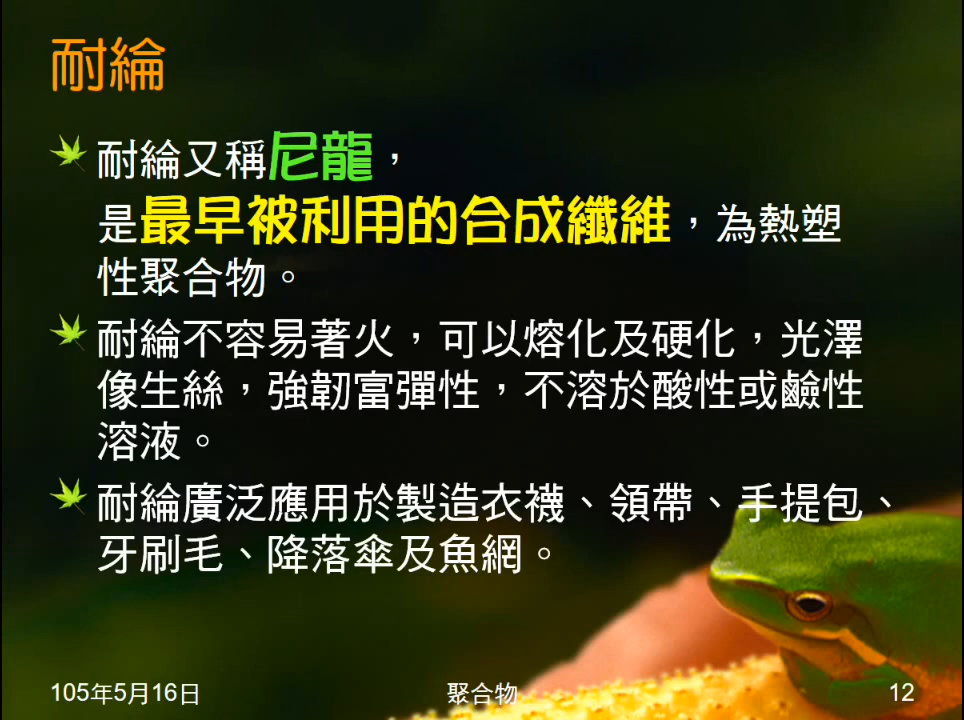 耐綸
耐綸又稱尼龍，
是最早被利用的合成纖維，為熱塑
性聚合物。
耐綸不容易著火，可以熔化及硬化，光澤
像生絲，強韌富彈性，不溶於酸性或鹼性
溶液。
耐綸廣泛應用於製造衣襪、領帶、手提包、
牙刷毛、降落傘及魚網。
105年5月16日
聚合物
12